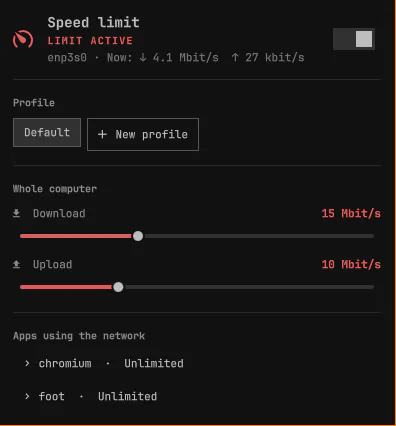 Speed limit
LIMIT ACTIVE
enp3s0 · Now: ↓ 4.1 Mbit/s ↑ 27 kbit/s
Profile
Default + New profile
Whole computer
Download 15 Mbit/s
Upload 10 Mbit/s
Apps using the network
› chromium · Unlimited
› foot · Unlimited